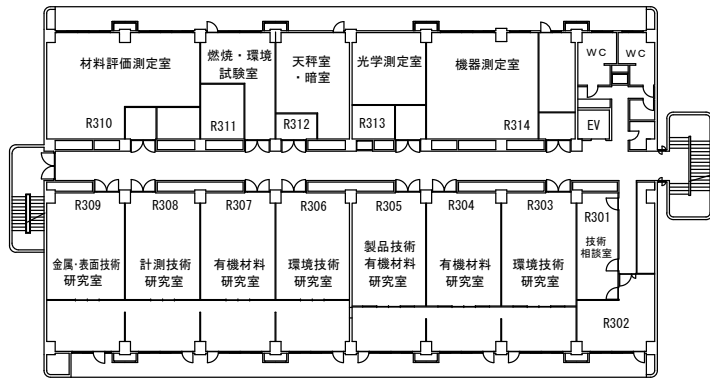 材料評価測定室
R310
燃焼・環境
試験室
R311
天秤室
・暗室
R312
光学測定室
R313
機器測定室
R314
WC
WC
EV
R309
金属・表面技術
研究室
R308
計測技術
研究室
R307
有機材料
研究室
R306
環境技術
研究室
R305
製品技術
有機材料
研究室
R304
有機材料
研究室
R303
環境技術
研究室
R301
技術
相談室
R302